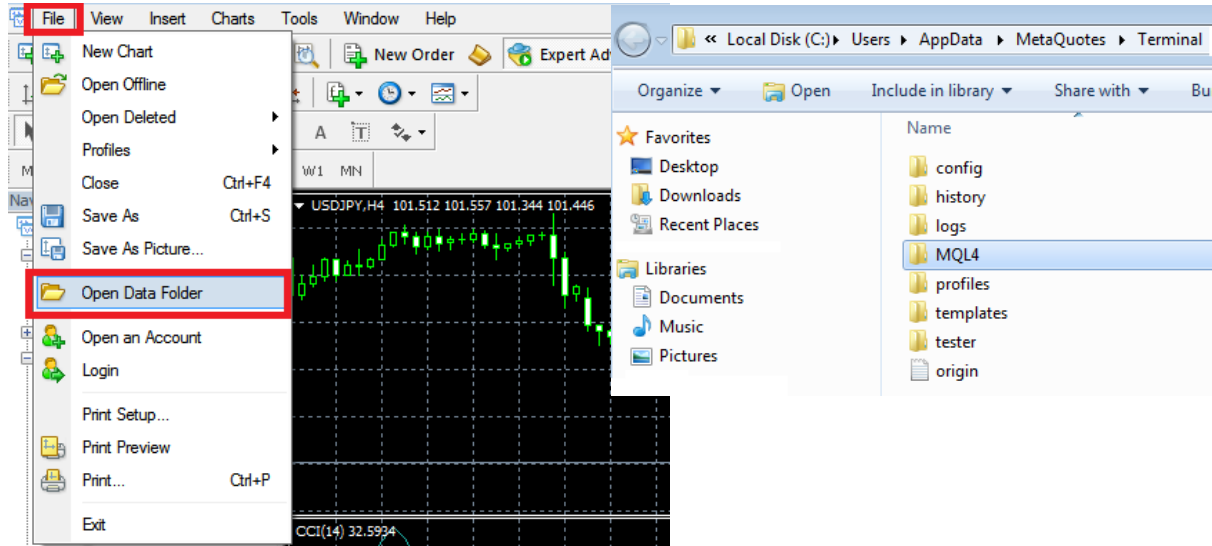 File View Insert Charts Tools Window Help
New Order Expert Ad
New Chart
Open Offline
Open Deleted
Profiles
Close Ctrl+F4
Save As Ctrl+S
Save As Picture...
Open Data Folder
Open an Account
Login
Print Setup...
Print Preview
Print... Ctrl+P
Exit
A T
M W1 MN
Nav
USDJPY,H4 101.512 101.557 101.344 101.446
CCI(14) 32.5934
« Local Disk (C:) Users AppData MetaQuotes Terminal
Organize Open Include in library Share with Bu
Favorites
Desktop
Downloads
Recent Places
Libraries
Documents
Music
Pictures
Name
config
history
logs
MQL4
profiles
templates
tester
origin